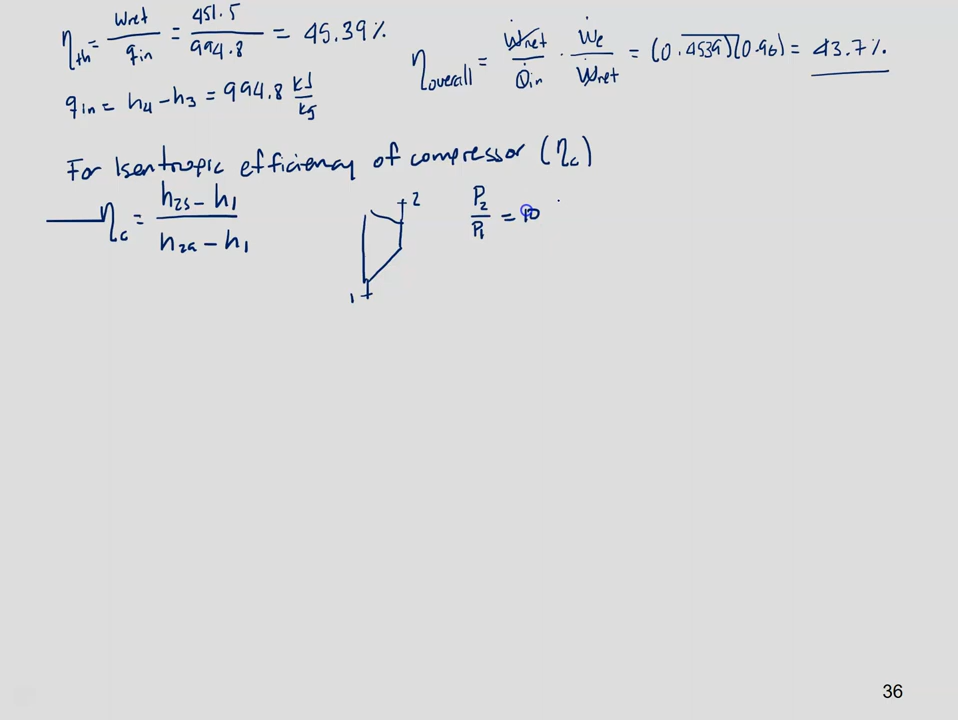 η_th = w_net / q_in = 451.5 / 994.8 = 45.39%
η_overall = Ẇ_net / Q̇_in · Ẇ_e / Ẇ_net = (0.4539)(0.96) = 43.7%
q_in = h_4 - h_3 = 994.8 kJ/kg
For Isentropic efficiency of compressor (η_c)
η_c = h_2s - h_1 / h_2a - h_1
2
P_2 / P_1 = 10
1
36